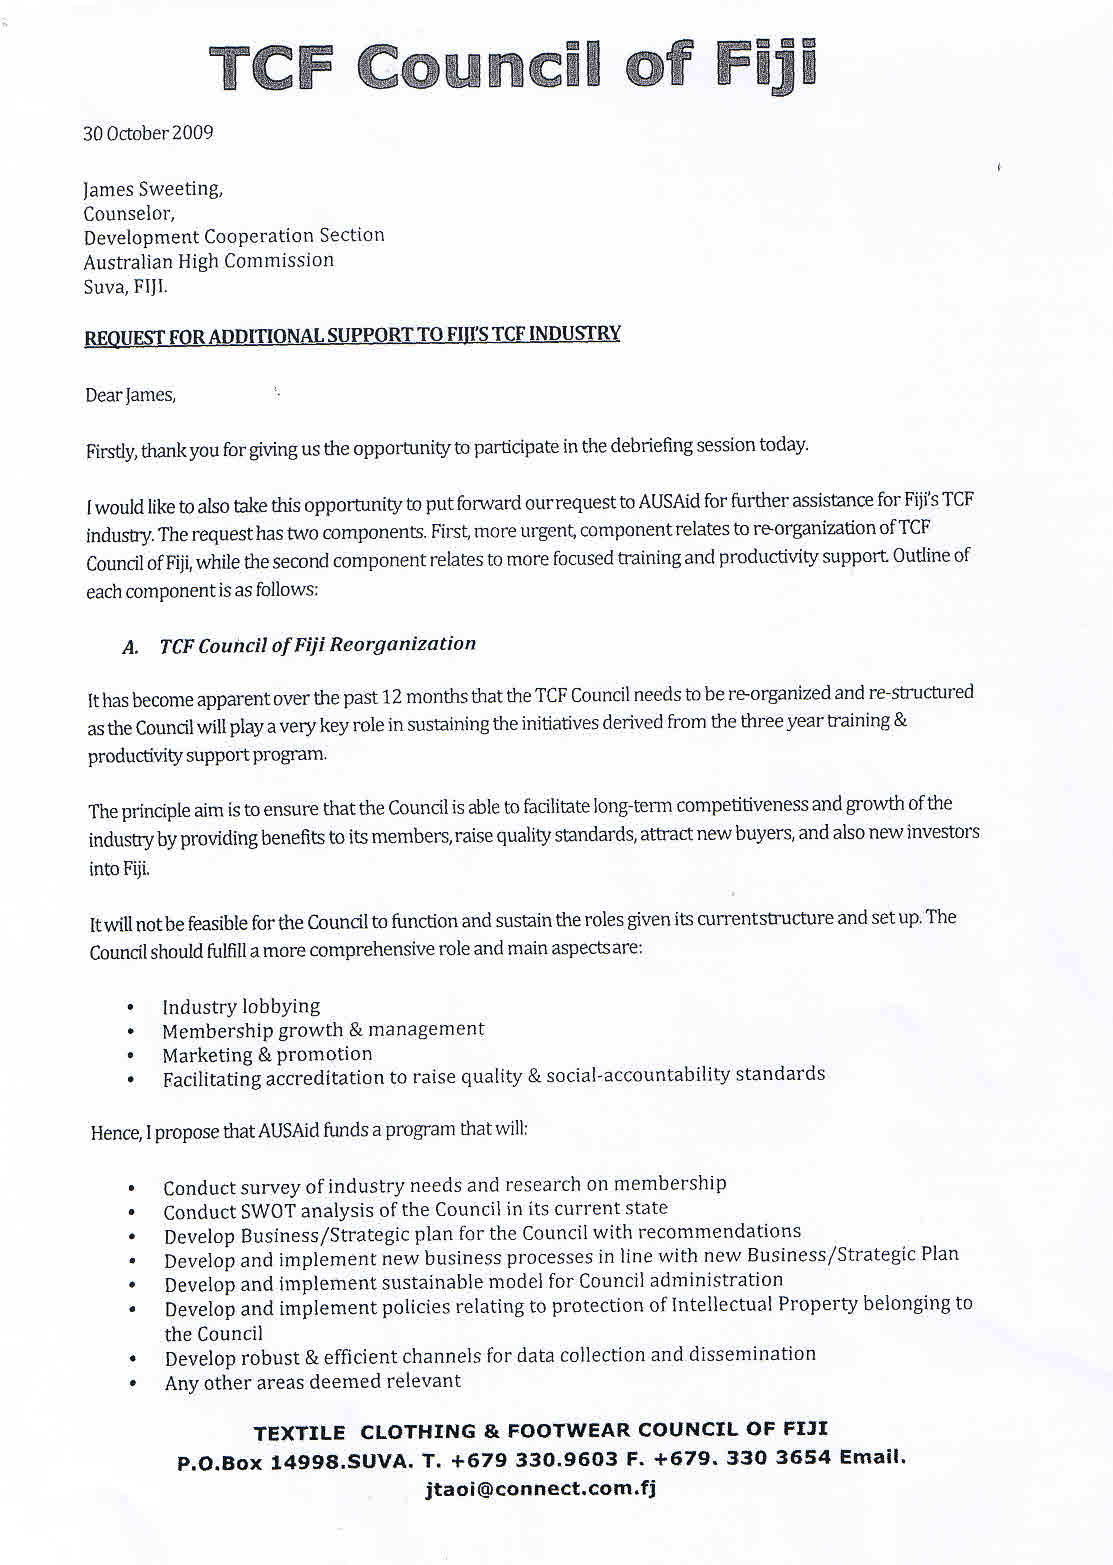 TCF Council of Fiji
30 October 2009
James Sweeting,
Counselor,
Development Cooperation Section
Australian High Commission
Suva, FIJI.
REQUEST FOR ADDITIONAL SUPPORT TO FIJI'S TCF INDUSTRY
Dear James,
Firstly, thank you for giving us the opportunity to participate in the debriefing session today.
I would like to also take this opportunity to put forward our request to AUSAid for further assistance for Fiji's TCF
industry. The request has two components. First, more urgent, component relates to re-organization of TCF
Council of Fiji, while the second component relates to more focused training and productivity support. Outline of
each component is as follows:
A. TCF Council of Fiji Reorganization
It has become apparent over the past 12 months that the TCF Council needs to be re-organized and re-structured
as the Council will play a very key role in sustaining the initiatives derived from the three year training &
productivity support program.
The principle aim is to ensure that the Council is able to facilitate long-term competitiveness and growth of the
industry by providing benefits to its members, raise quality standards, attract new buyers, and also new investors
into Fiji.
It will not be feasible for the Council to function and sustain the roles given its current structure and set up. The
Council should fulfill a more comprehensive role and main aspects are:
• Industry lobbying
• Membership growth & management
• Marketing & promotion
• Facilitating accreditation to raise quality & social-accountability standards
Hence, I propose that AUSAid funds a program that will:
• Conduct survey of industry needs and research on membership
• Conduct SWOT analysis of the Council in its current state
• Develop Business/Strategic plan for the Council with recommendations
• Develop and implement new business processes in line with new Business/Strategic Plan
• Develop and implement sustainable model for Council administration
• Develop and implement policies relating to protection of Intellectual Property belonging to
the Council
• Develop robust & efficient channels for data collection and dissemination
• Any other areas deemed relevant
TEXTILE CLOTHING & FOOTWEAR COUNCIL OF FIJI
P.O.Box 14998.SUVA. T. +679 330.9603 F. +679. 330 3654 Email.
jtaoi@connect.com.fj